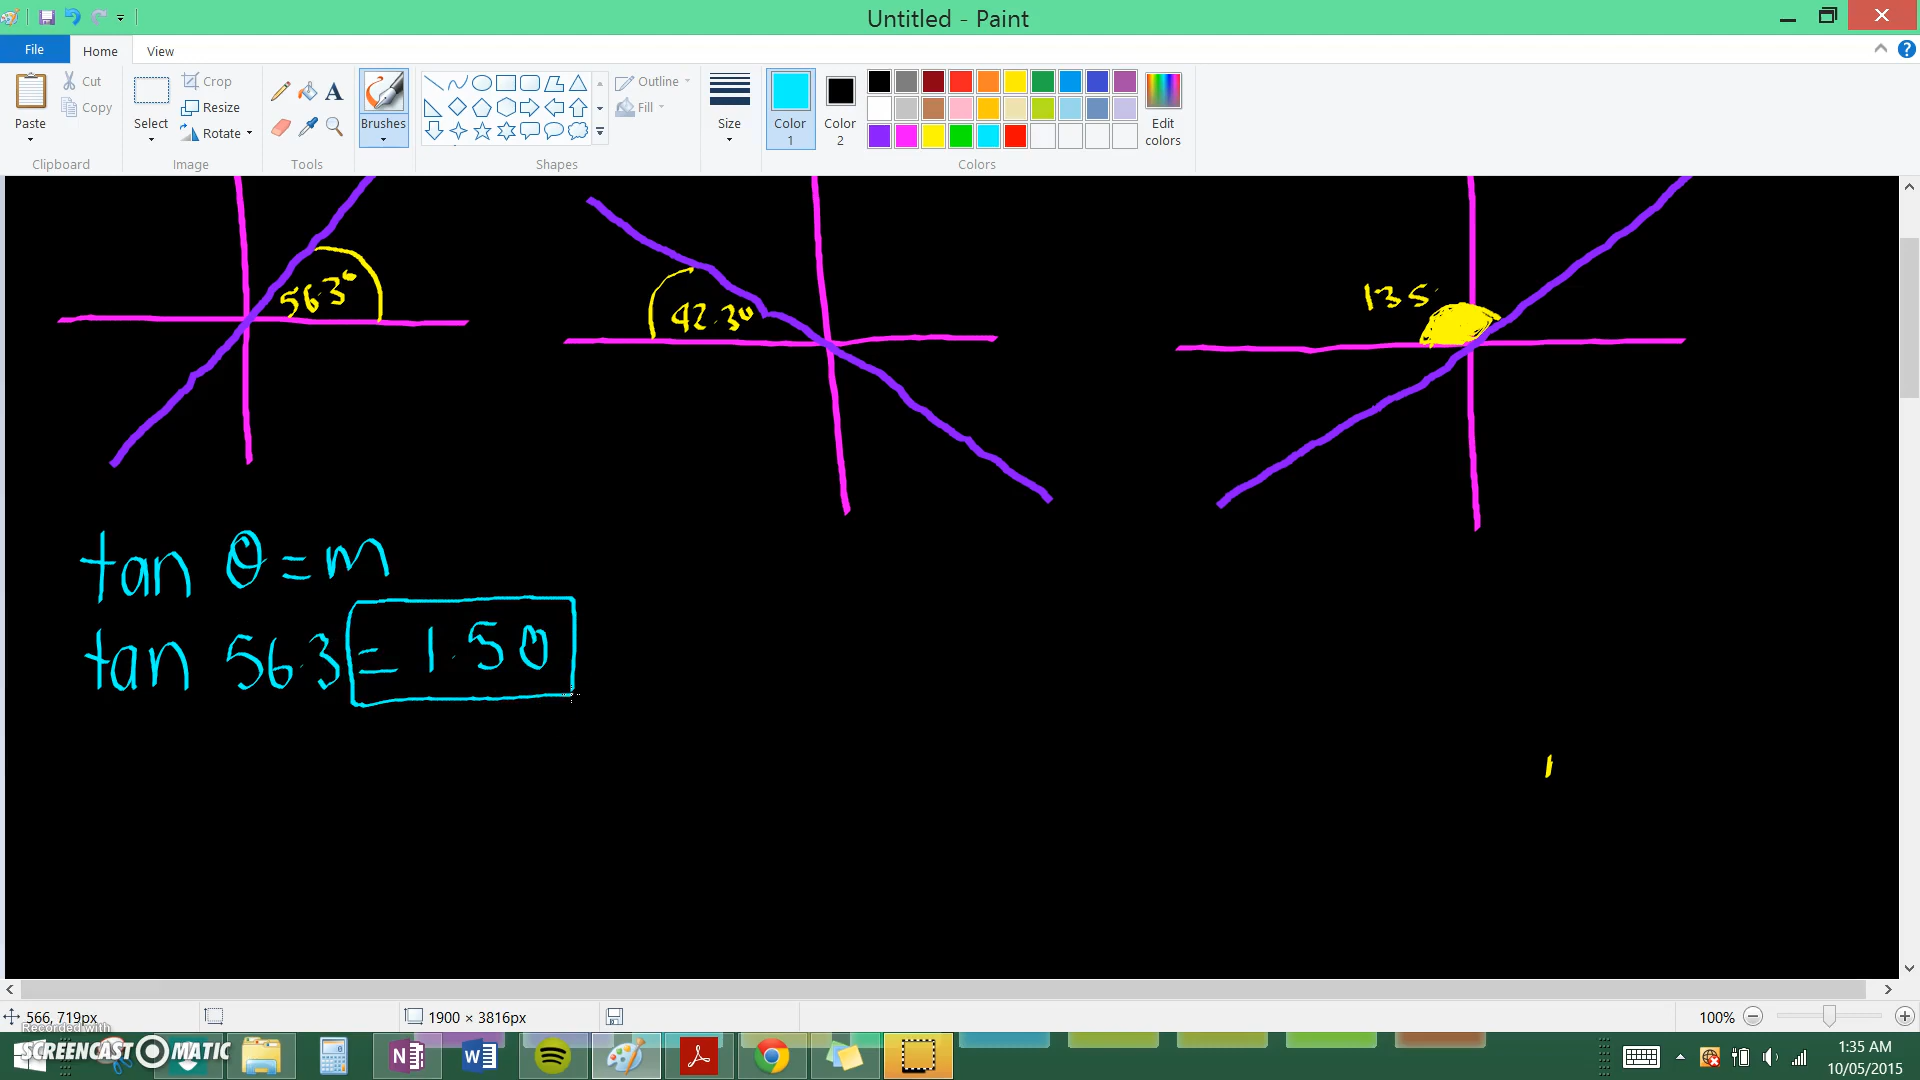 Untitled - Paint
File Home View
Paste Cut Copy Clipboard
Select Crop Resize Rotate Image
Tools
Brushes
Shapes
Outline Fill
Size
Color 1 Color 2
Edit colors
Colors
56.3°
42.3°
135
tan θ = m
tan 56.3 = 1.50
566, 719px
1900 × 3816px
100%
Recorded with
SCREENCAST O MATIC
1:35 AM
10/05/2015